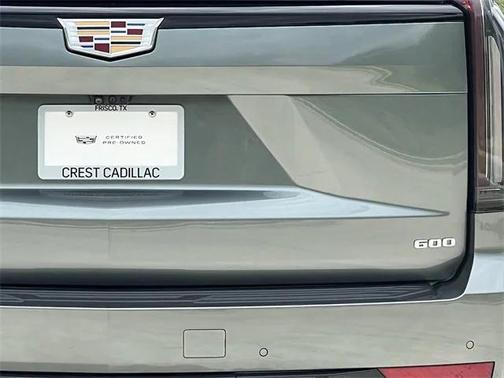 FRISCO, TX
CERTIFIED
PRE-OWNED
CREST CADILLAC
600